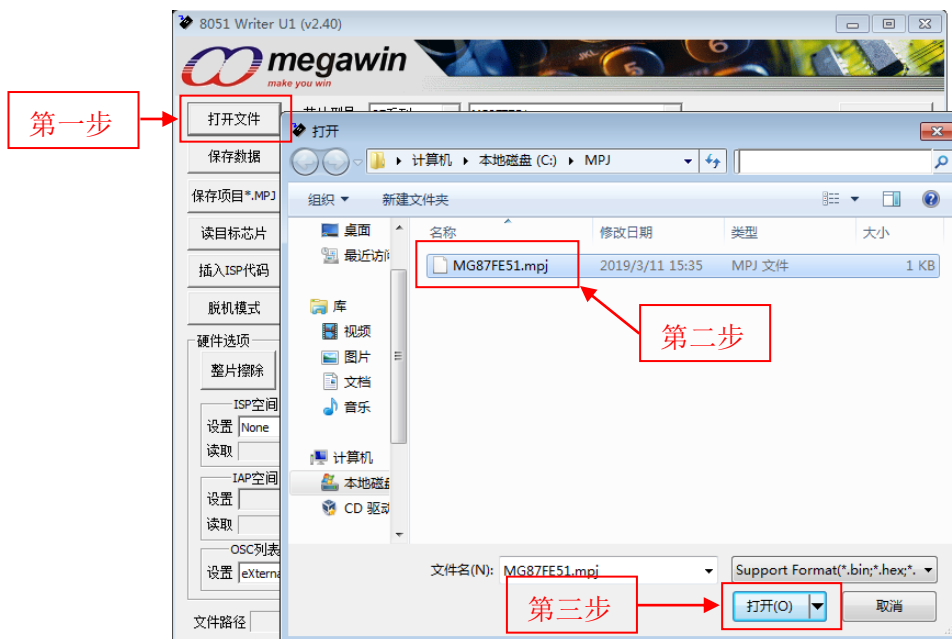 8051 Writer U1 (v2.40)
megawin
make you win
第一步
打开文件
保存数据
保存项目*.MPJ
读目标芯片
插入ISP代码
脱机模式
硬件选项
整片擦除
ISP空间
设置 None
读取
IAP空间
设置
读取
OSC列表
设置
文件路径
打开
计算机 本地磁盘 (C:) MPJ
组织 新建文件夹
名称 修改日期 类型 大小
MG87FE51.mpj 2019/3/11 15:35 MPJ 文件 1 KB
桌面
库
视频
图片
文档
音乐
计算机
本地磁盘
第二步
文件名(N): MG87FE51.mpj Support Format(*.bin;*.hex;*.
第三步
打开(O) 取消